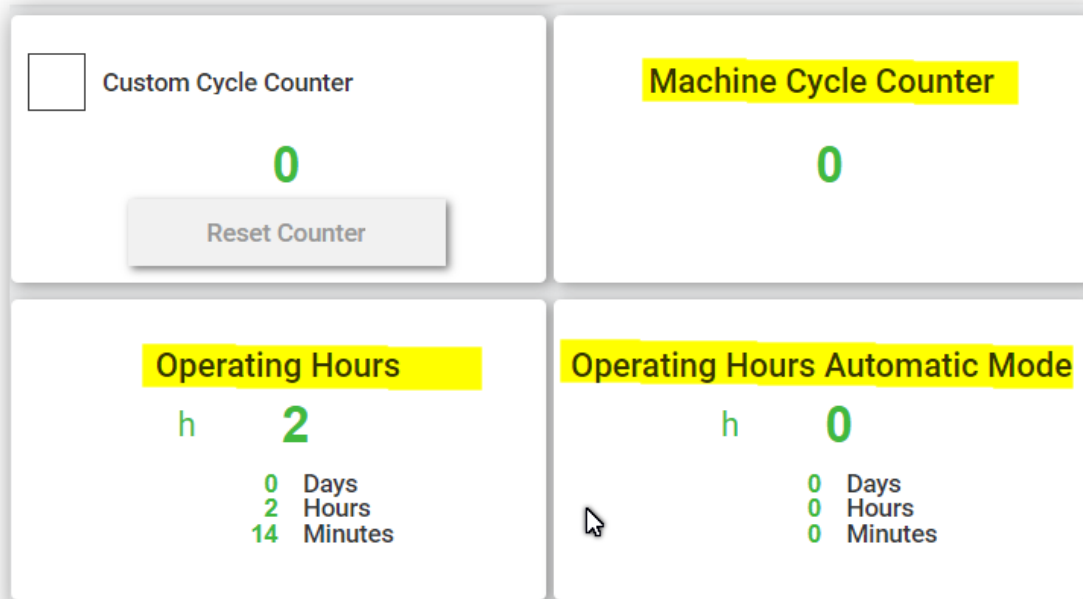 Custom Cycle Counter
0
Reset Counter
Machine Cycle Counter
0
Operating Hours
h 2
0 Days
2 Hours
14 Minutes
Operating Hours Automatic Mode
h 0
0 Days
0 Hours
0 Minutes